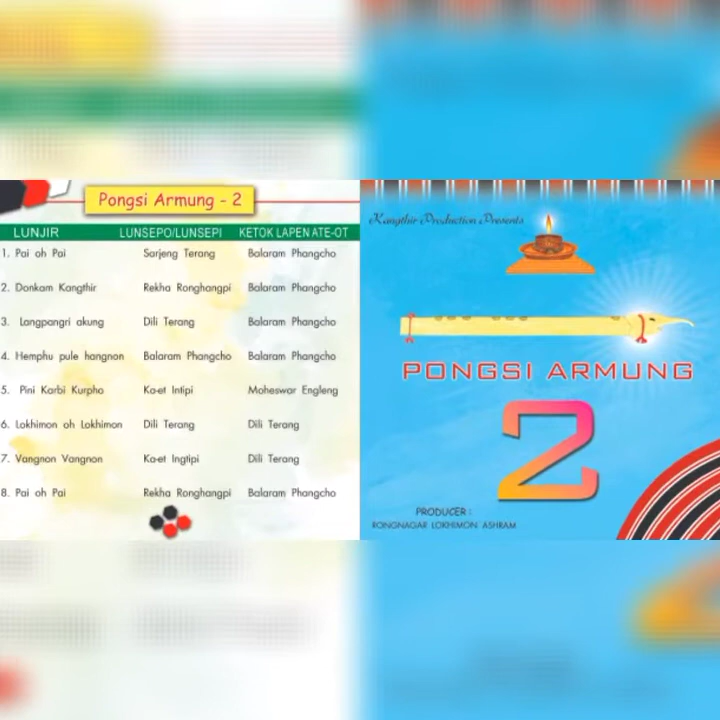 Pongsi Armung - 2
LUNJIR LUNSEPO/LUNSEPI KETOK LAPEN ATE-OT
1. Pai oh Pai Sarjeng Terang Balaram Phangcho
2. Donkam Kangthir Rekha Ronghangpi Balaram Phangcho
3. Langpangri akung Dili Terang Balaram Phangcho
4. Hemphu pule hangnon Balaram Phangcho Balaram Phangcho
5. Pini Karbi Kurpho Ka-et Intipi Moheswar Engleng
6. Lokhimon oh Lokhimon Dili Terang Dili Terang
7. Vangnon Vangnon Ka-et Ingtipi Dili Terang
8. Pai oh Pai Rekha Ronghangpi Balaram Phangcho
Kangthir Production Presents
PONGSI ARMUNG
2
PRODUCER :
RONGNAGAR LOKHIMON ASHRAM